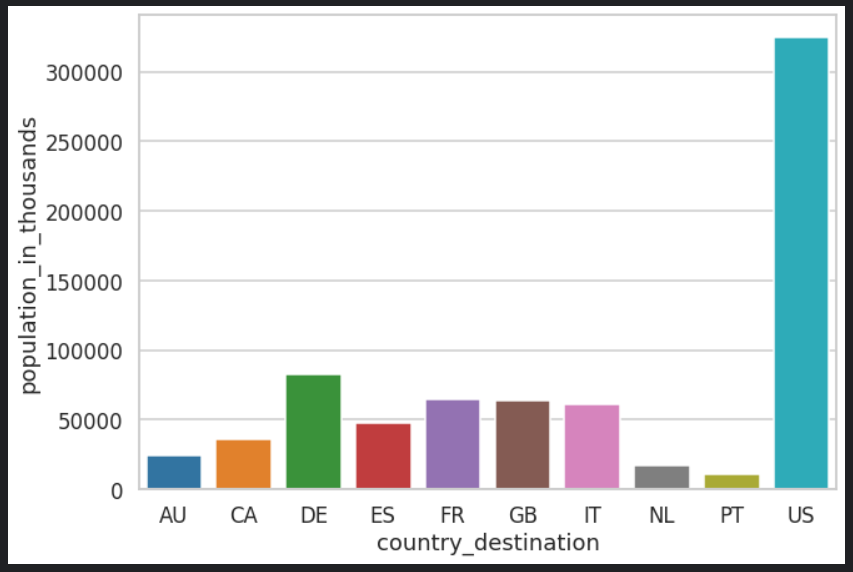 population_in_thousands
300000
250000
200000
150000
100000
50000
0
AU CA DE ES FR GB IT NL PT US
country_destination